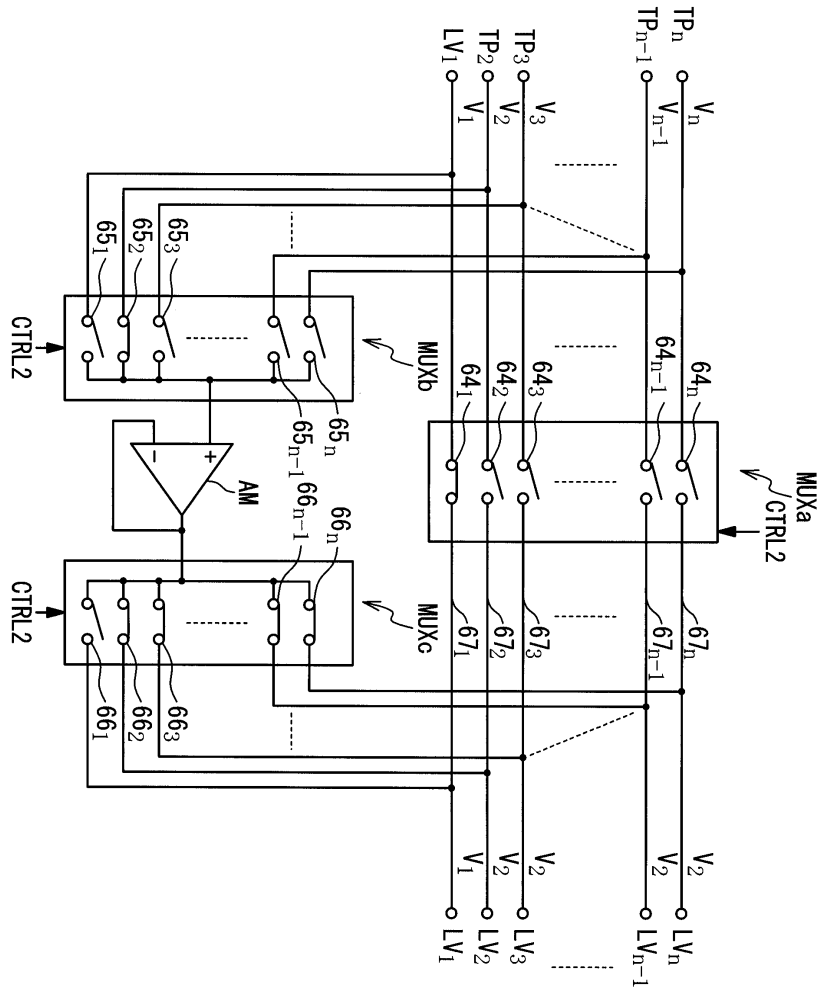 TPn
TPn-1
TP3
TP2
LV1
Vn
Vn-1
V3
V2
V1
651
652
653
65n-1
65n
CTRL2
MUXb
641
642
643
64n-1
64n
MUXa
CTRL2
+
-
AM
66n-1
66n
CTRL2
MUXc
661
662
663
671
672
673
67n-1
67n
V1
V2
V2
V2
V2
LV1
LV2
LV3
LVn-1
LVn